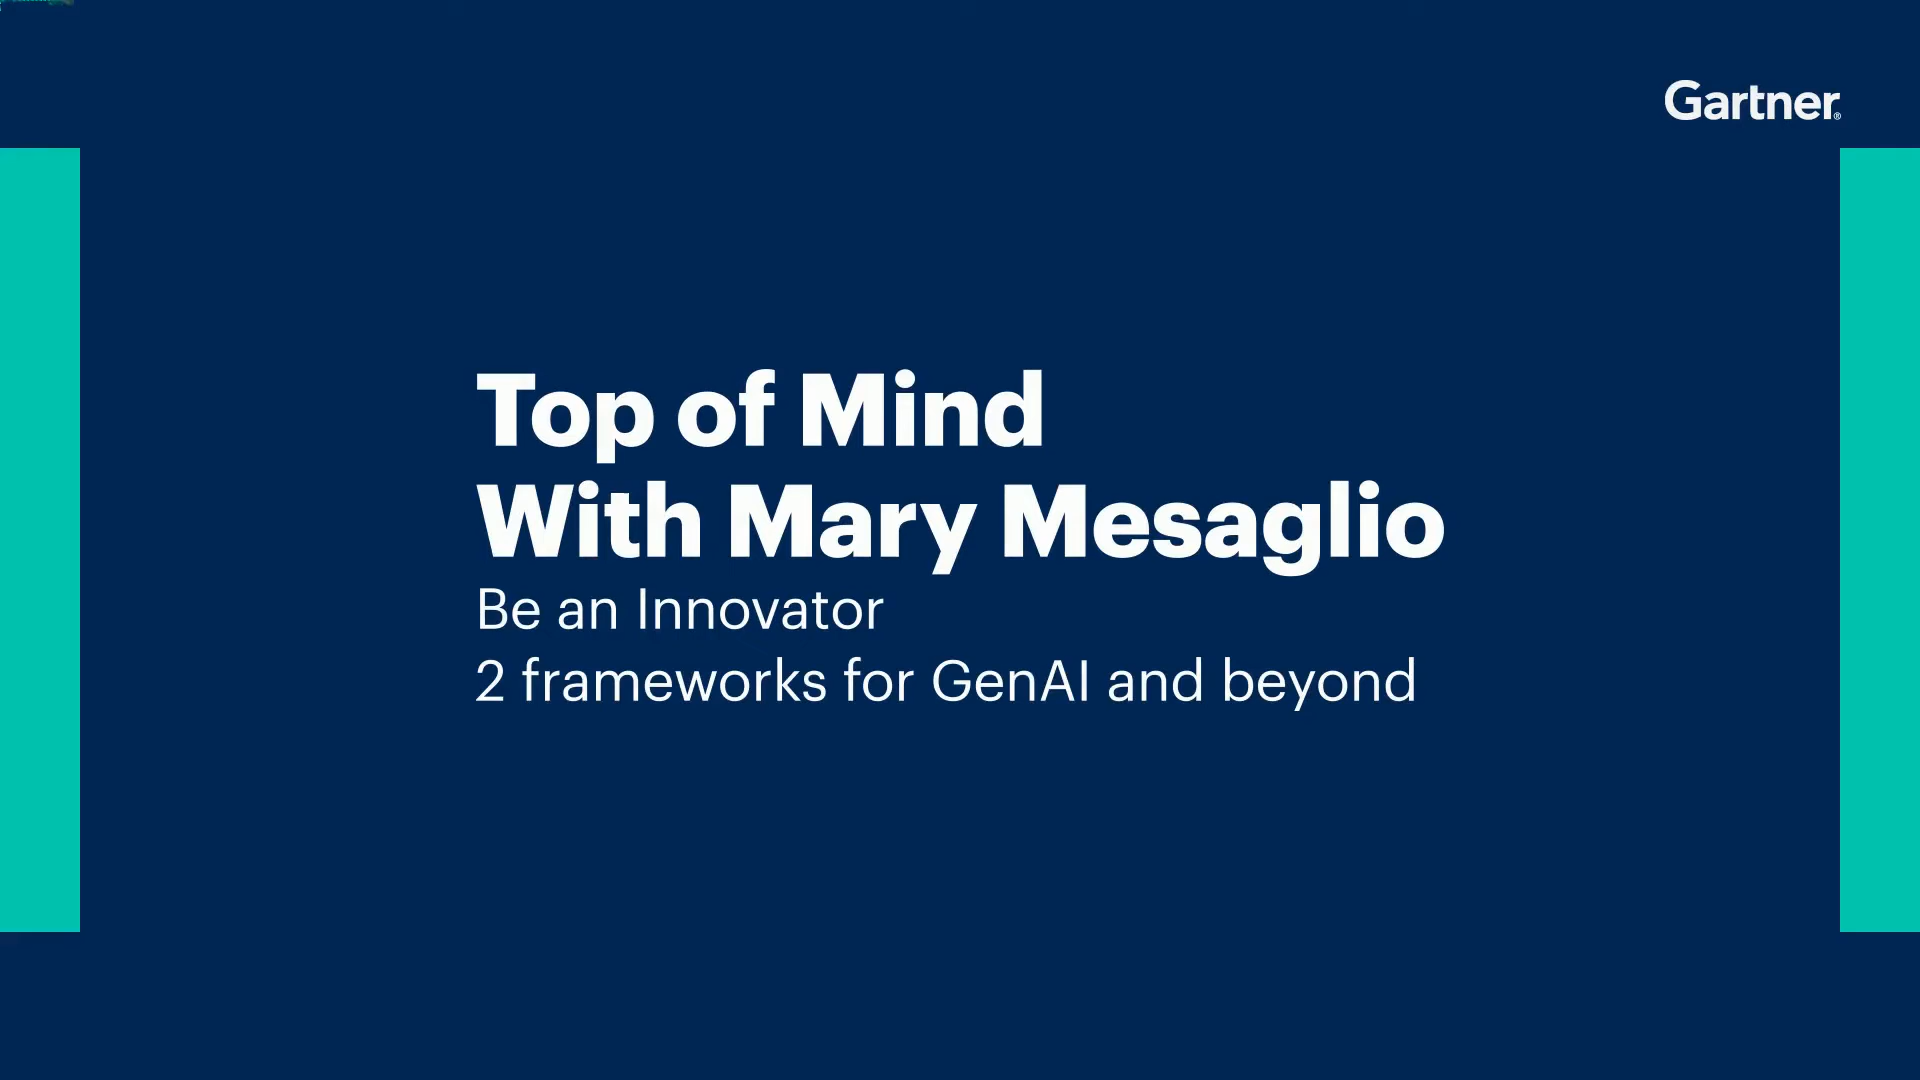 Gartner®
Top of Mind
With Mary Mesaglio
Be an Innovator
2 frameworks for GenAI and beyond